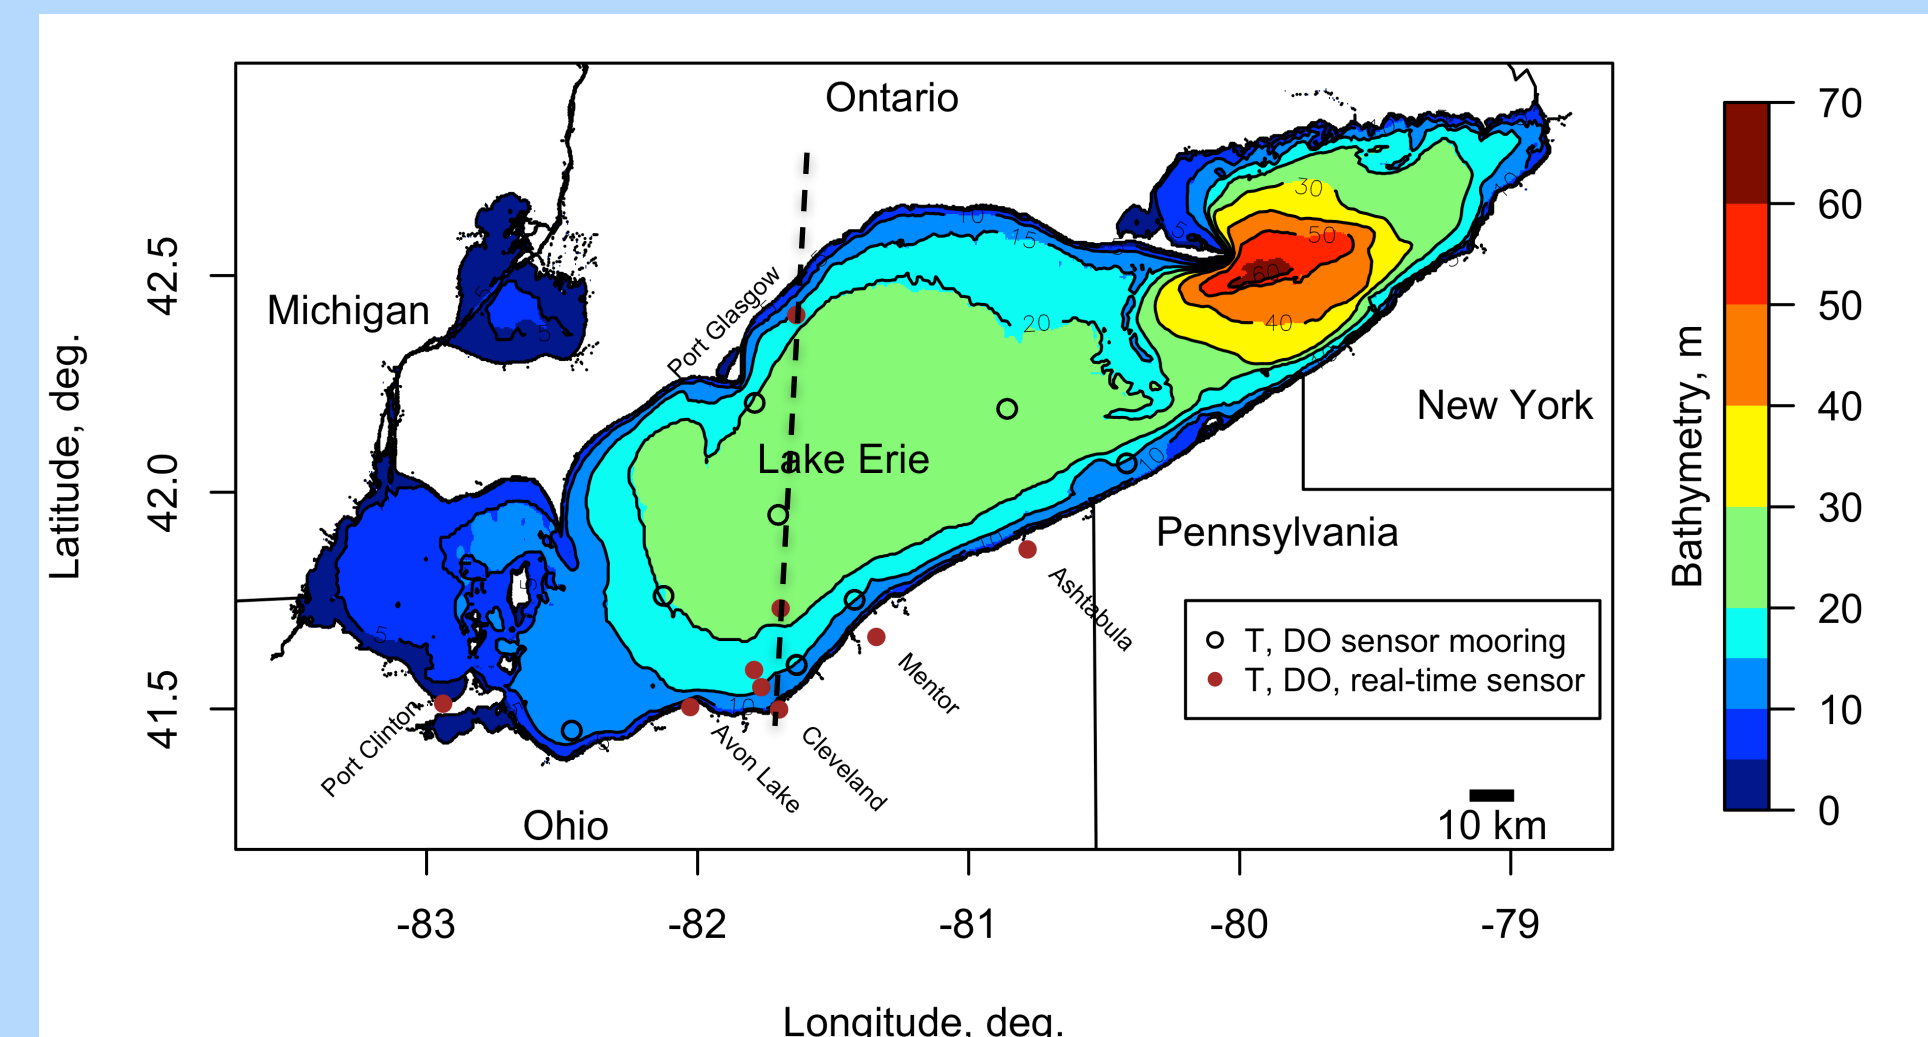 Ontario
Michigan
Port Glasgow
Lake Erie
New York
Pennsylvania
Ashtabula
Mentor
Cleveland
Avon Lake
Port Clinton
Ohio
T, DO sensor mooring
T, DO, real-time sensor
10 km
5
5
5
5
10
10
10
10
15
20
30
40
50
60
Latitude, deg.
42.5
42.0
41.5
-83
-82
-81
-80
-79
Longitude, deg.
Bathymetry, m
70
60
50
40
30
20
10
0